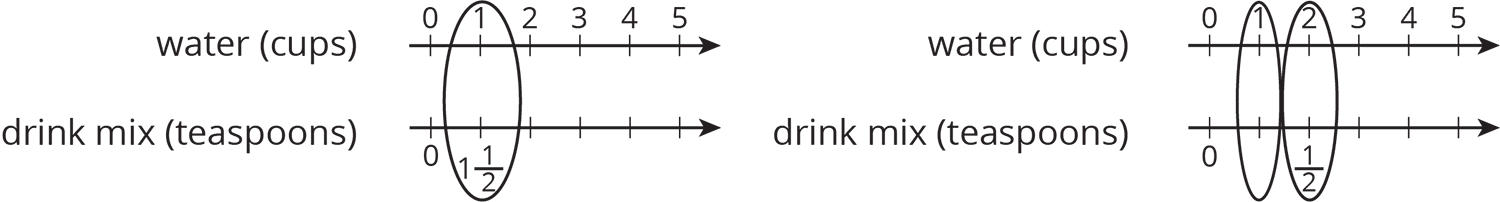 0 1 2 3 4 5
water (cups)
drink mix (teaspoons)
0 1 1/2
0 1 2 3 4 5
water (cups)
drink mix (teaspoons)
0 1/2